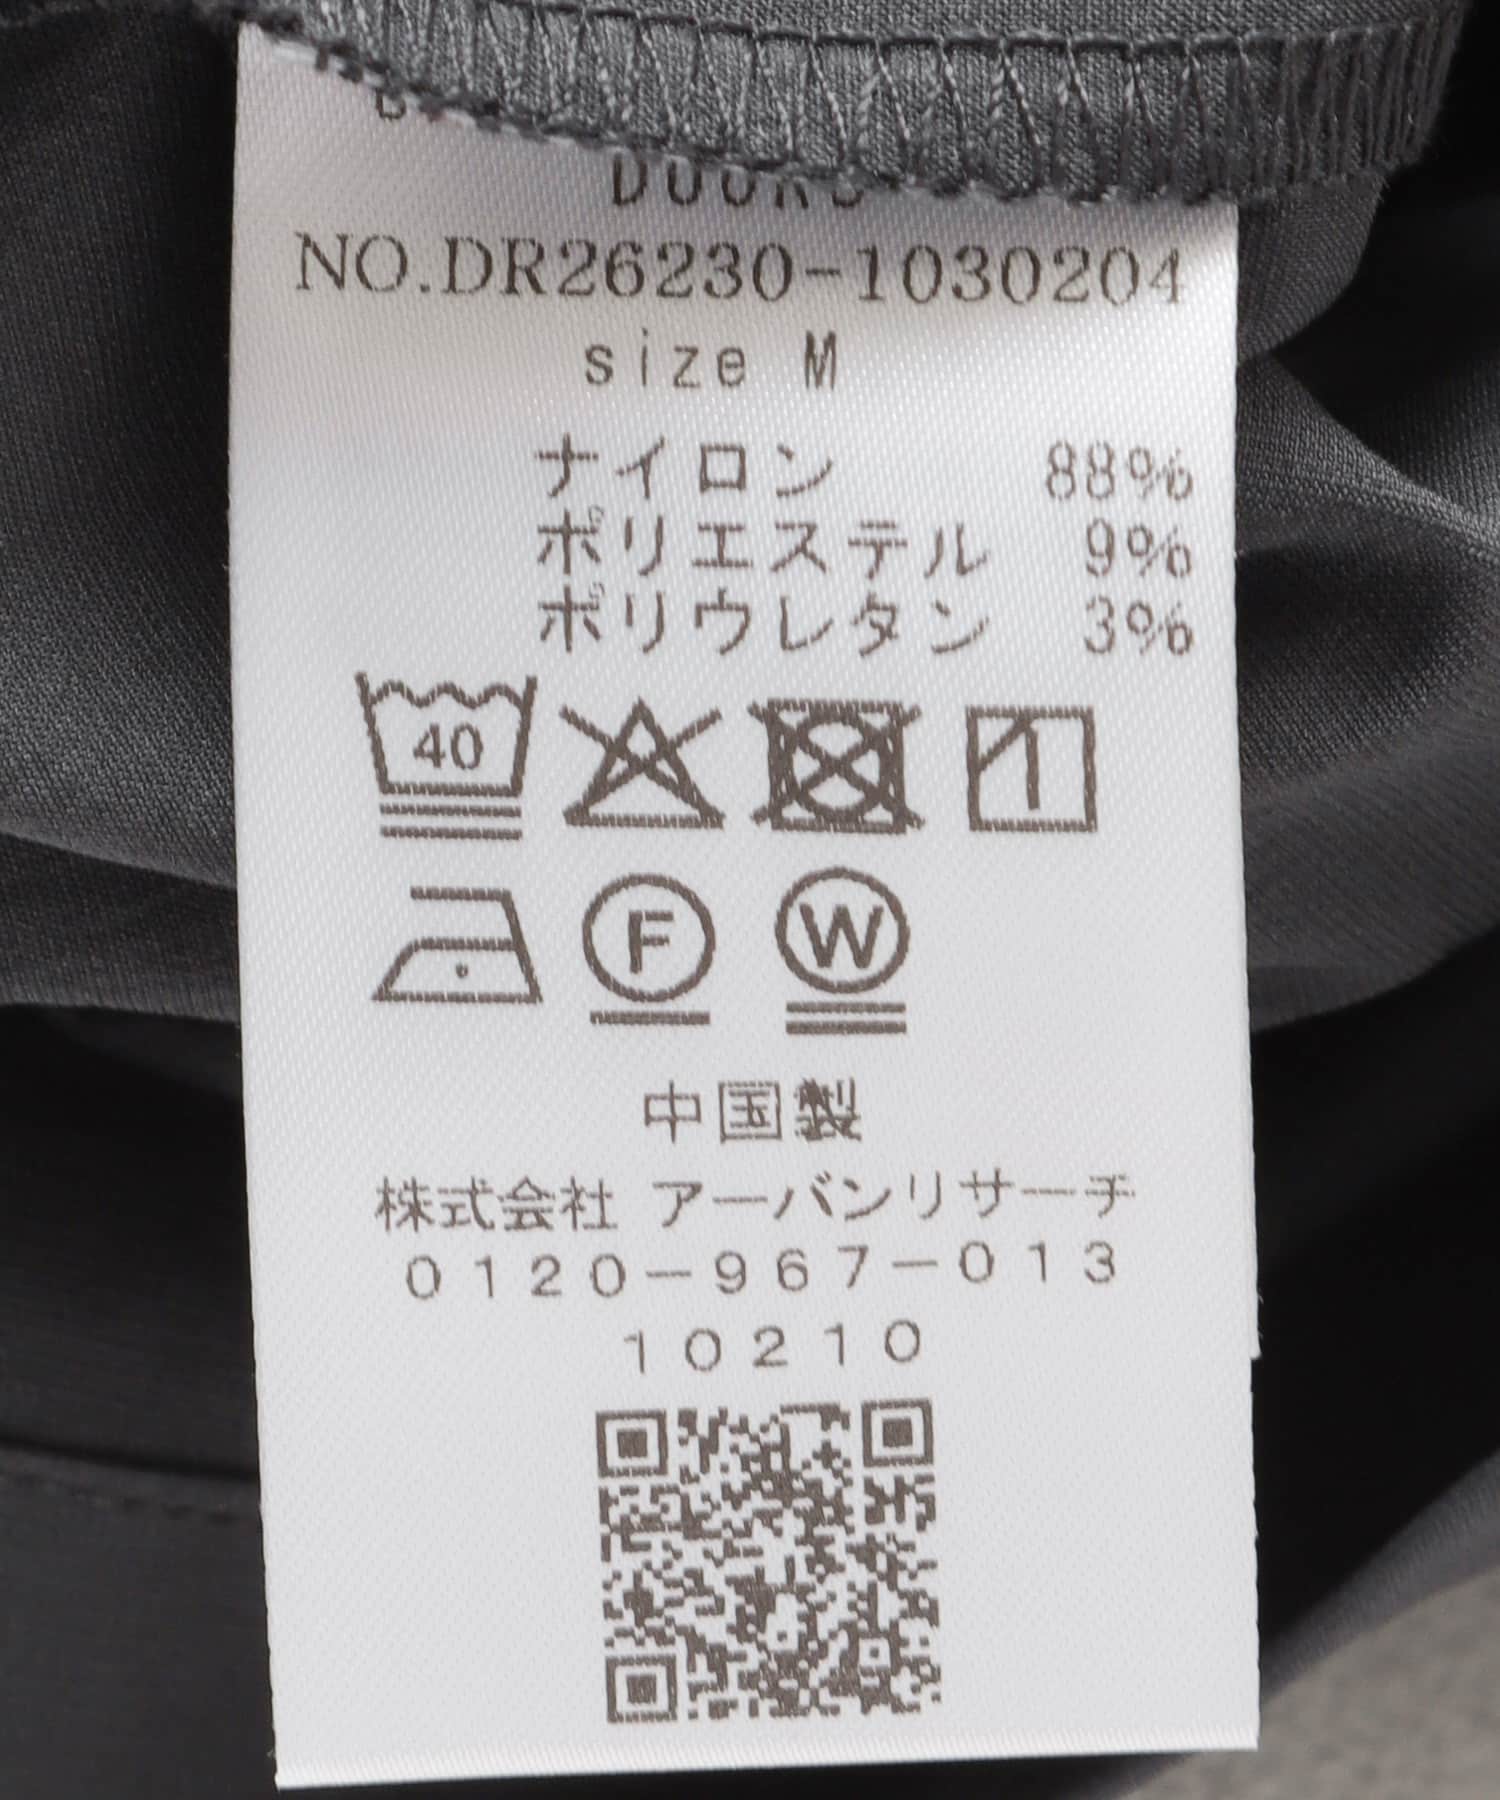 DOORS
NO.DR26230-1030204
size M
ナイロン 88%
ポリエステル 9%
ポリウレタン 3%
40
F W
中国製
株式会社 アーバンリサーチ
0120-967-013
10210